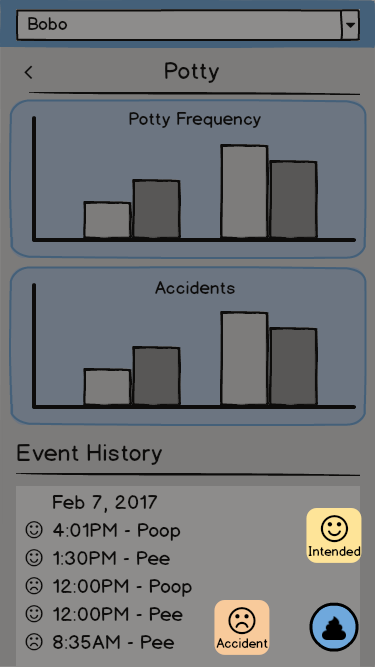 Bobo
Potty
Potty Frequency
Accidents
Event History
Feb 7, 2017
4:01PM - Poop
1:30PM - Pee
12:00PM - Poop
12:00PM - Pee
8:35AM - Pee
Intended
Accident